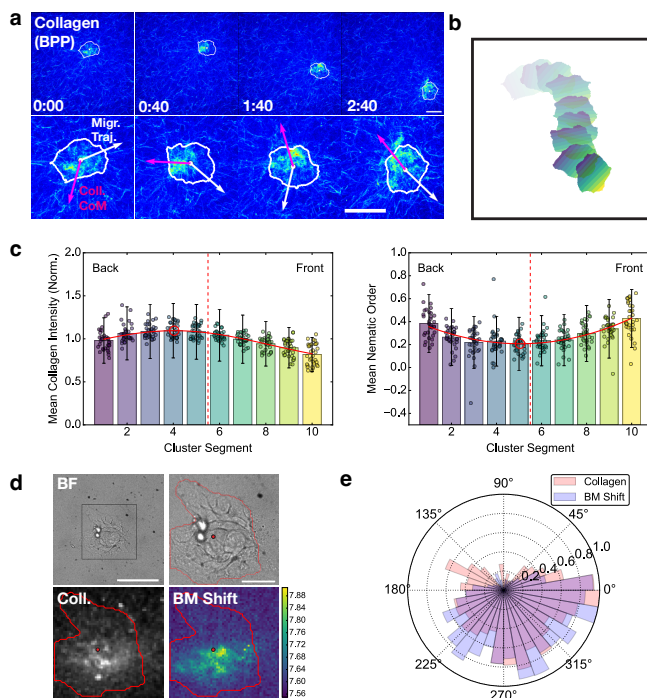 a
b
Collagen
(BPP)
0:00
0:40
1:40
2:40
Migr.
Traj.
Coll.
CoM
c
Mean Collagen Intensity (Norm.)
2.0
1.5
1.0
0.5
0.0
Back
Front
2 4 6 8 10
Cluster Segment
Mean Nematic Order
1.0
0.8
0.6
0.4
0.2
0.0
−0.2
−0.4
Back
Front
2 4 6 8 10
Cluster Segment
d
BF
Coll.
BM Shift
7.88
7.80
7.76
7.72
7.68
7.64
7.60
7.56
e
Collagen
BM Shift
90°
135°
45°
180°
0°
225°
315°
270°
0.2 0.4 0.6 0.8 1.0